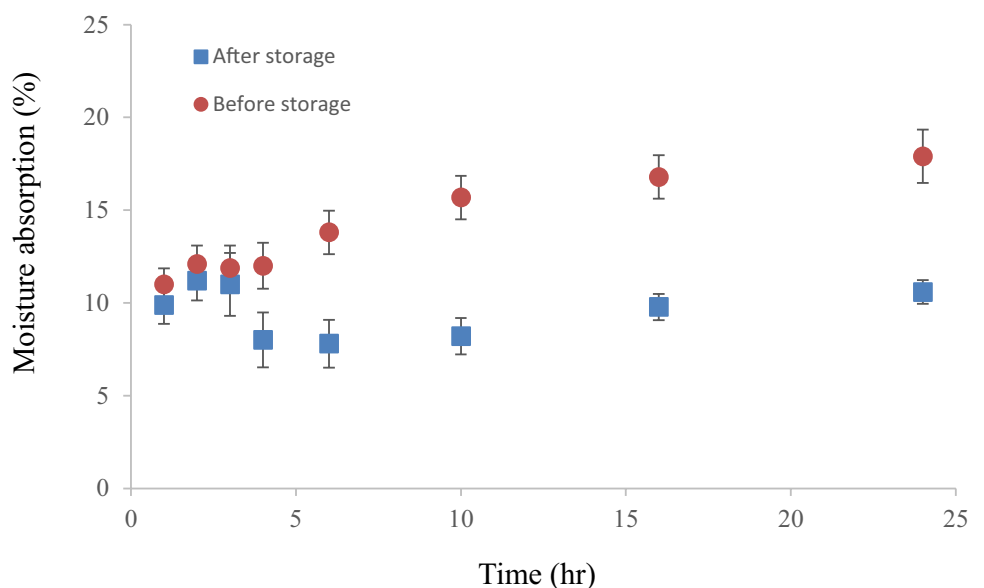 25
20
15
10
5
0
Moisture absorption (%)
After storage
Before storage
0 5 10 15 20 25
Time (hr)